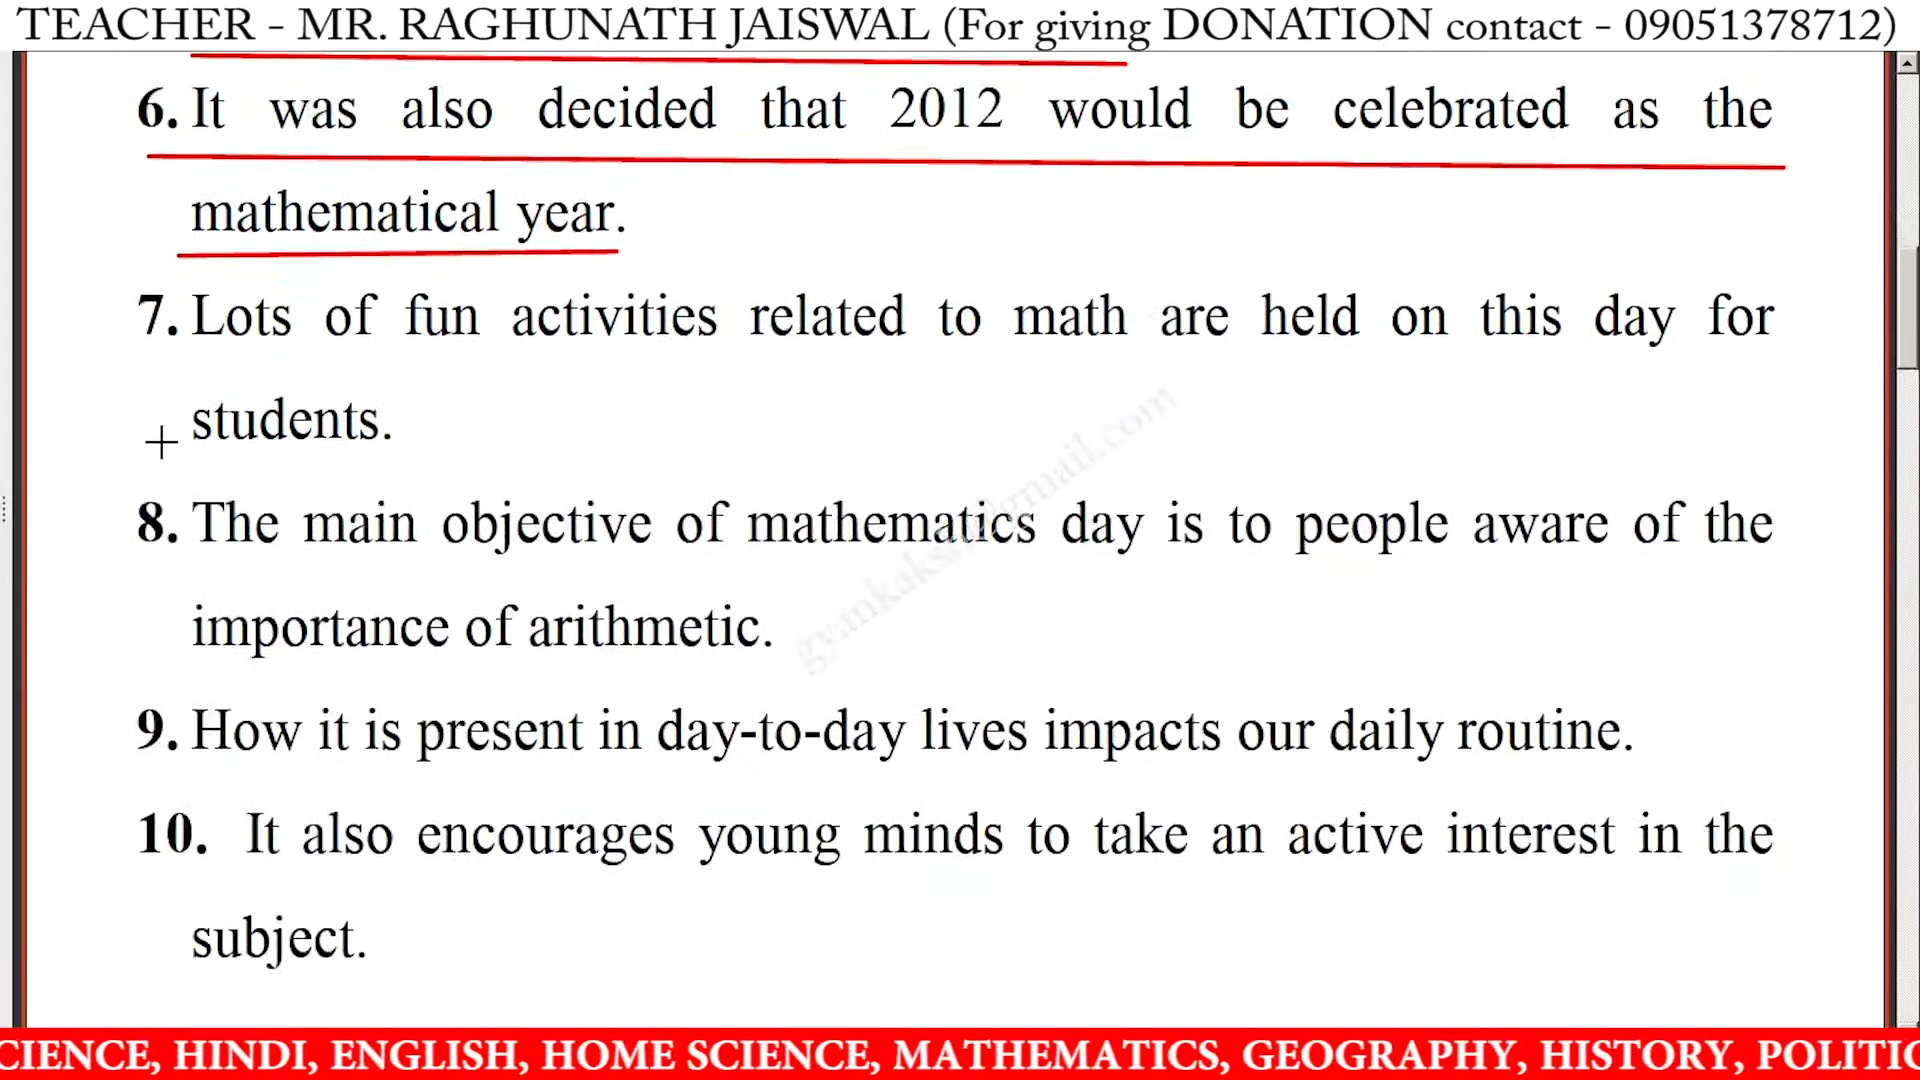 TEACHER - MR. RAGHUNATH JAISWAL (For giving DONATION contact - 09051378712)
6. It was also decided that 2012 would be celebrated as the
mathematical year.
7. Lots of fun activities related to math are held on this day for
students.
8. The main objective of mathematics day is to people aware of the
importance of arithmetic.
9. How it is present in day-to-day lives impacts our daily routine.
10. It also encourages young minds to take an active interest in the
subject.
CIENCE, HINDI, ENGLISH, HOME SCIENCE, MATHEMATICS, GEOGRAPHY, HISTORY, POLITIC